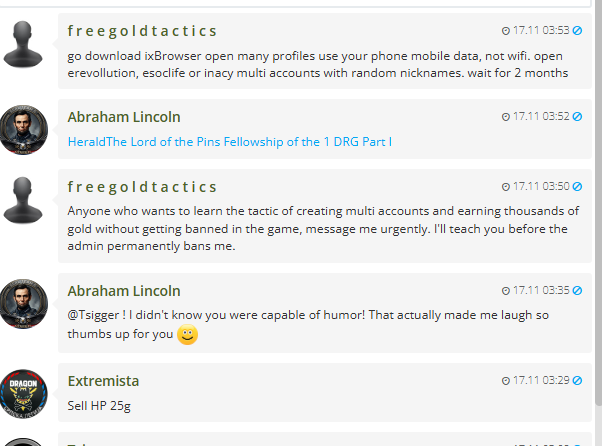 f r e e g o l d t a c t i c s
17.11 03:53
go download ixBrowser open many profiles use your phone mobile data, not wifi. open
erevollution, esoclife or inacy multi accounts with random nicknames. wait for 2 months
Abraham Lincoln
17.11 03:52
HeraldThe Lord of the Pins Fellowship of the 1 DRG Part I
f r e e g o l d t a c t i c s
17.11 03:50
Anyone who wants to learn the tactic of creating multi accounts and earning thousands of
gold without getting banned in the game, message me urgently. I'll teach you before the
admin permanently bans me.
Abraham Lincoln
17.11 03:35
@Tsigger ! I didn't know you were capable of humor! That actually made me laugh so
thumbs up for you
DRAGON
Extremista
17.11 03:29
Sell HP 25g